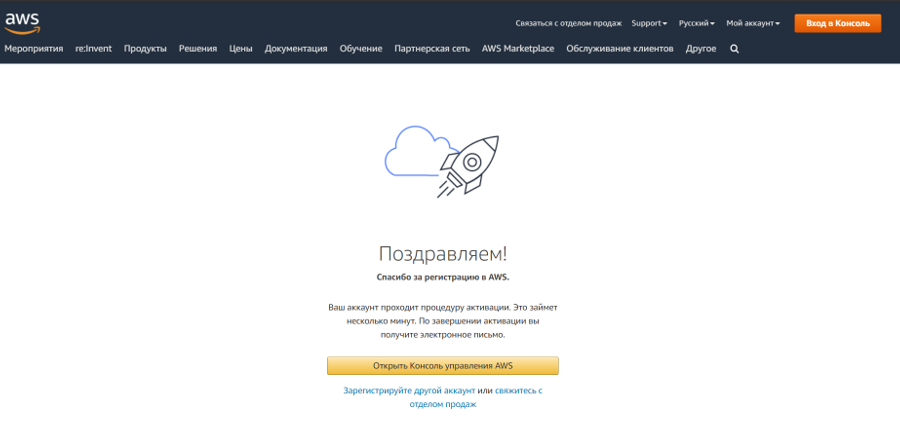 aws
Связаться с отделом продаж Support Русский Мой аккаунт Вход в Консоль
Мероприятия re:Invent Продукты Решения Цены Документация Обучение Партнерская сеть AWS Marketplace Обслуживание клиентов Другое
Поздравляем!
Спасибо за регистрацию в AWS.
Ваш аккаунт проходит процедуру активации. Это займет
несколько минут. По завершении активации вы
получите электронное письмо.
Открыть Консоль управления AWS
Зарегистрируйте другой аккаунт или свяжитесь с
отделом продаж